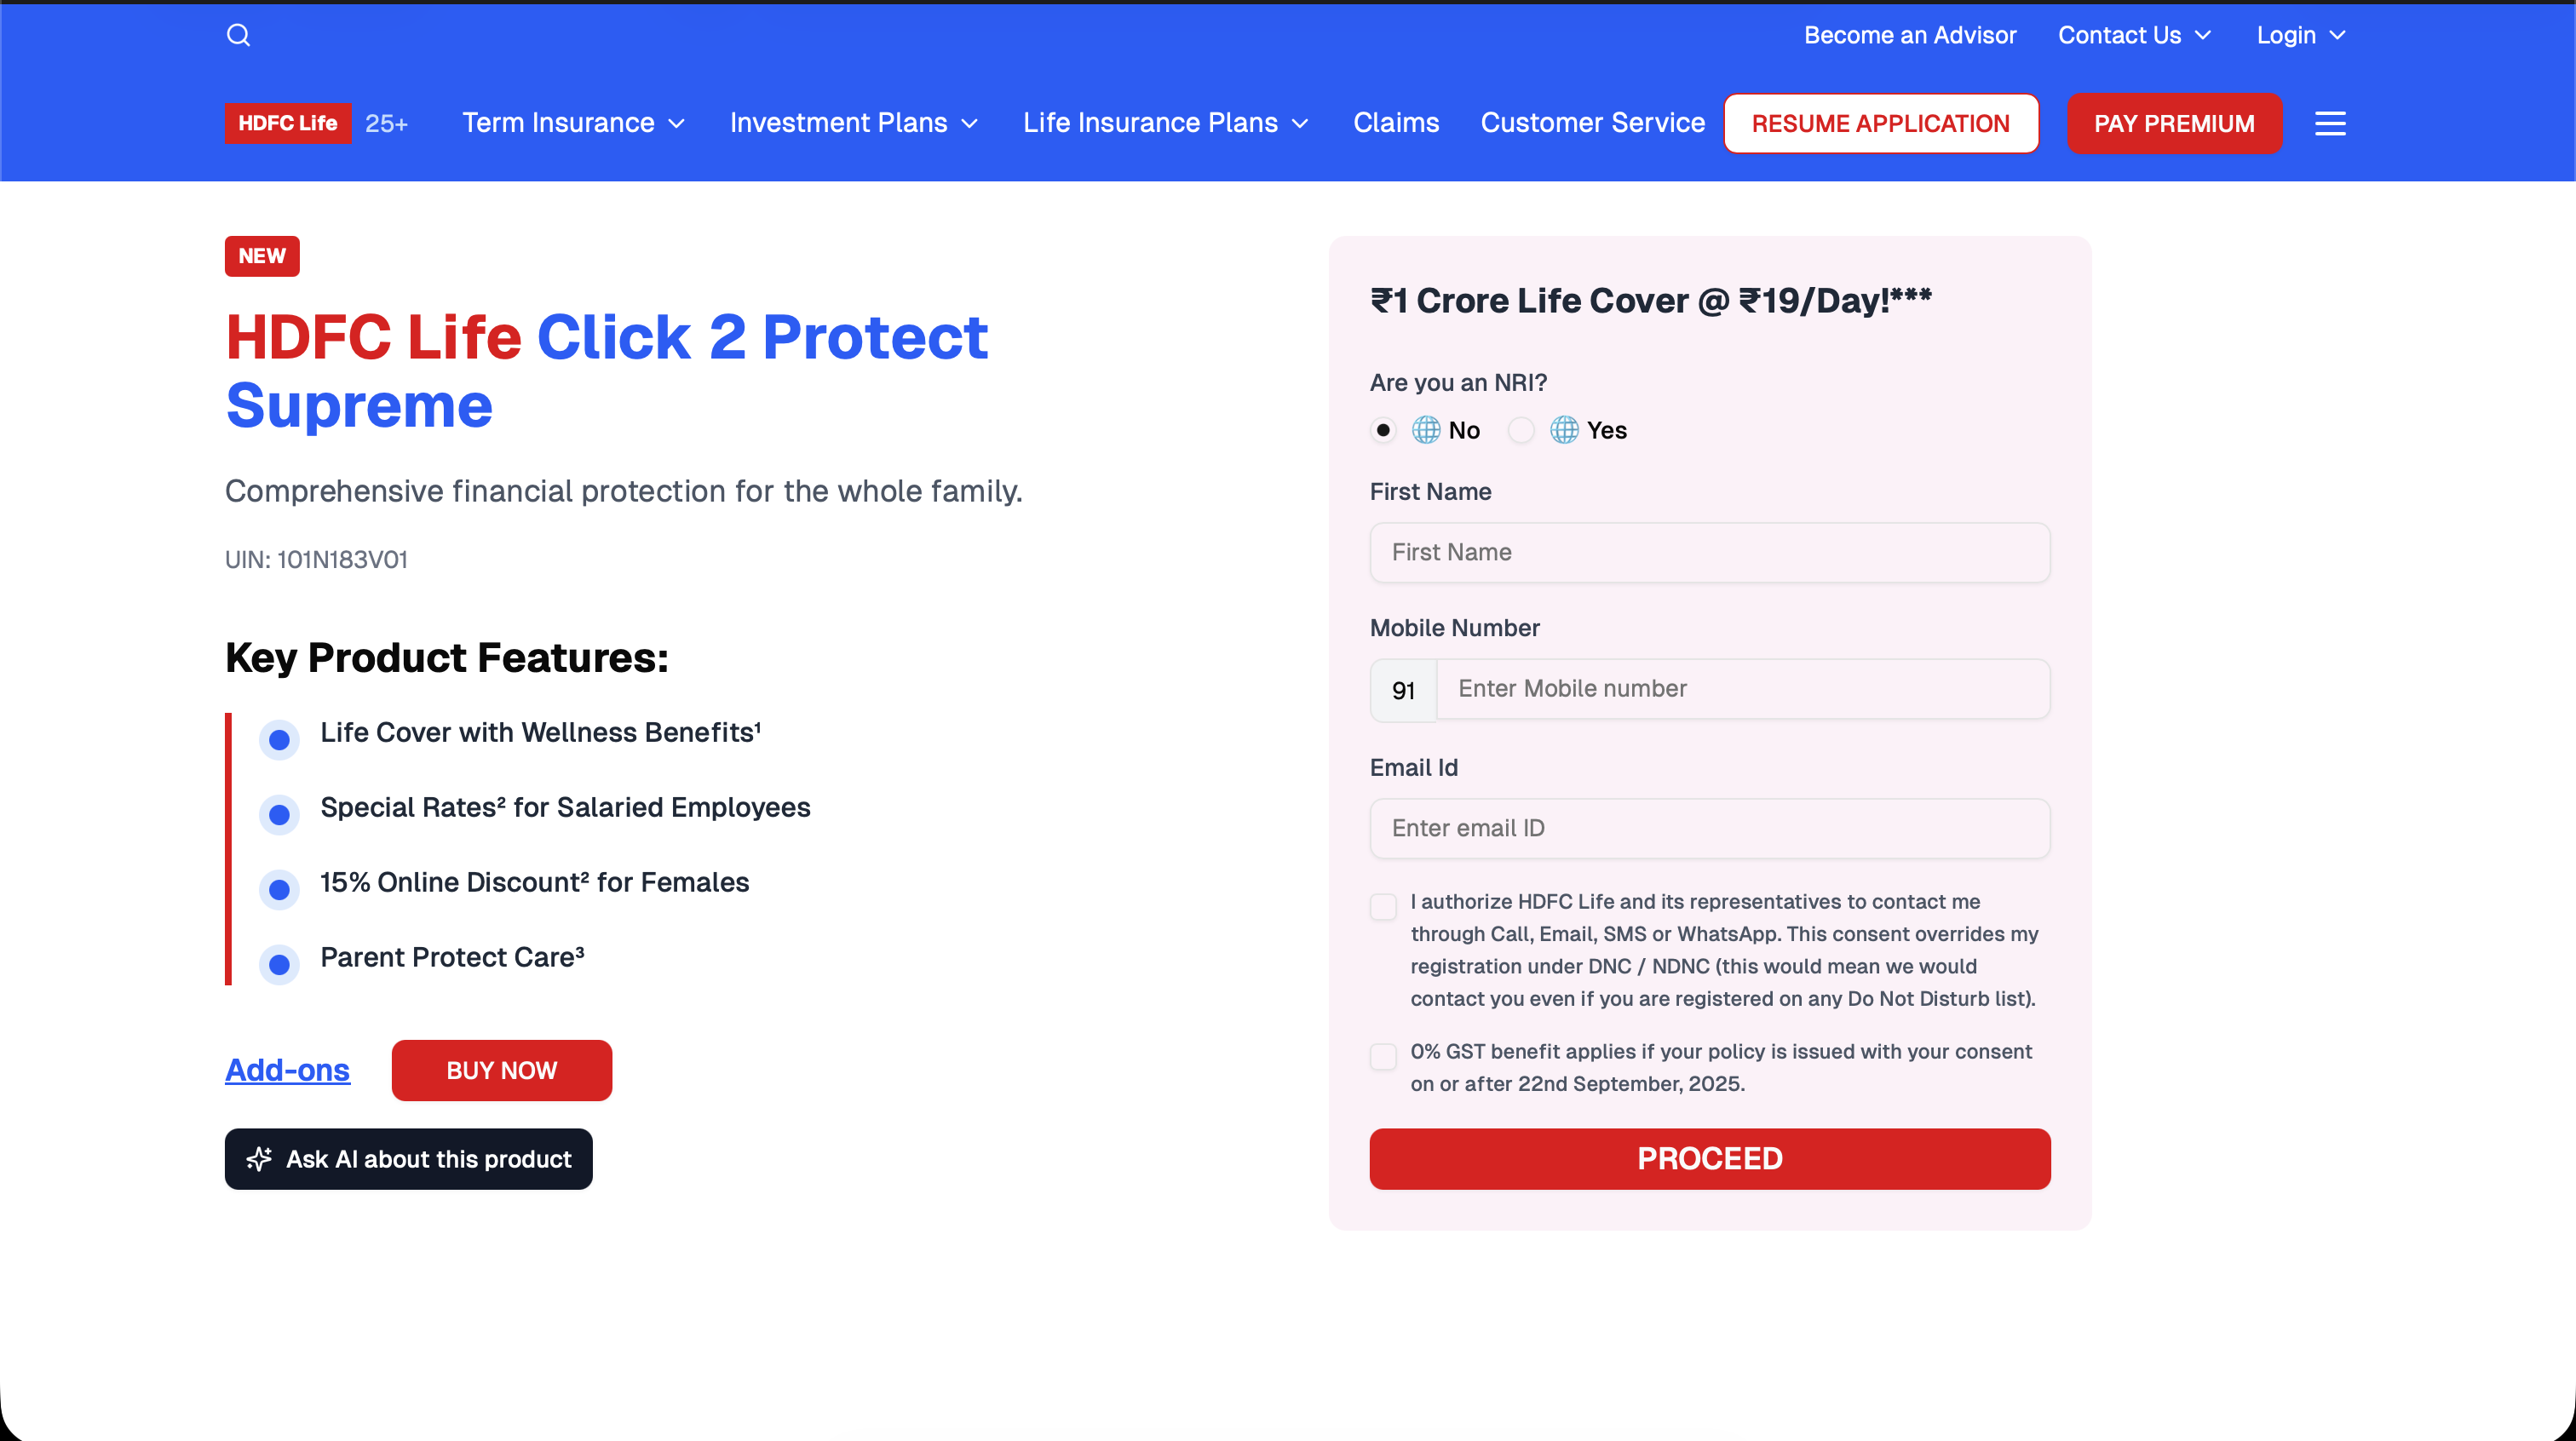 Become an Advisor
Contact Us
Login
HDFC Life
25+
Term Insurance
Investment Plans
Life Insurance Plans
Claims
Customer Service
RESUME APPLICATION
PAY PREMIUM
NEW
HDFC Life Click 2 Protect
Supreme
Comprehensive financial protection for the whole family.
UIN: 101N183V01
Key Product Features:
Life Cover with Wellness Benefits¹
Special Rates² for Salaried Employees
15% Online Discount² for Females
Parent Protect Care³
Add-ons
BUY NOW
Ask AI about this product
₹1 Crore Life Cover @ ₹19/Day!***
Are you an NRI?
No
Yes
First Name
First Name
Mobile Number
91
Enter Mobile number
Email Id
Enter email ID
I authorize HDFC Life and its representatives to contact me
through Call, Email, SMS or WhatsApp. This consent overrides my
registration under DNC / NDNC (this would mean we would
contact you even if you are registered on any Do Not Disturb list).
0% GST benefit applies if your policy is issued with your consent
on or after 22nd September, 2025.
PROCEED